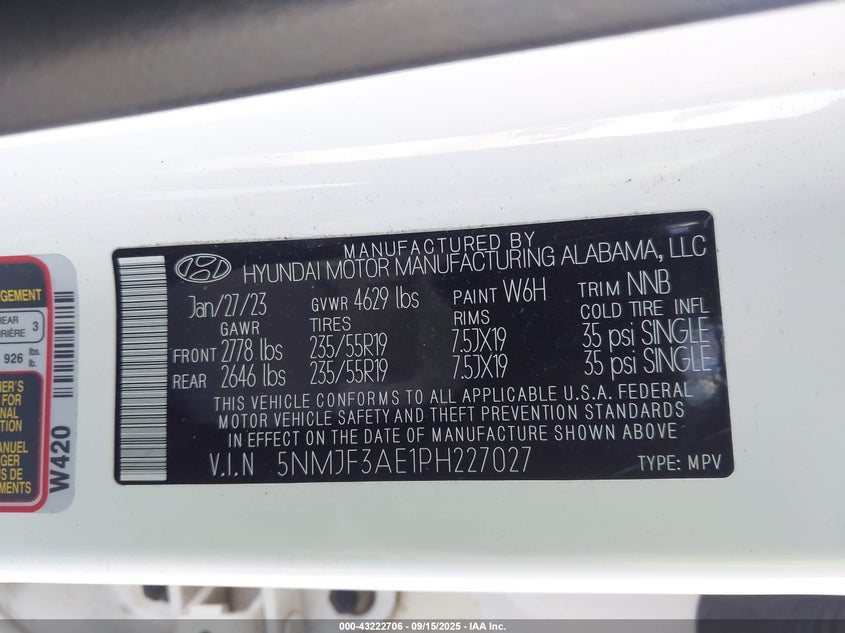 MANUFACTURED BY
HYUNDAI MOTOR MANUFACTURING ALABAMA, LLC
Jan/27/23 GVWR 4629 lbs PAINT W6H TRIM NNB
GAWR TIRES RIMS COLD TIRE INFL
FRONT 2778 lbs 235/55R19 7.5JX19 35 psi SINGLE
REAR 2646 lbs 235/55R19 7.5JX19 35 psi SINGLE
THIS VEHICLE CONFORMS TO ALL APPLICABLE U.S.A. FEDERAL
MOTOR VEHICLE SAFETY AND THEFT PREVENTION STANDARDS
IN EFFECT ON THE DATE OF MANUFACTURE SHOWN ABOVE
V.I.N 5NMJF3AE1PH227027 TYPE: MPV
REAR 3
926 lbs.
W420
000-43222706 - 09/15/2025 - IAA Inc.